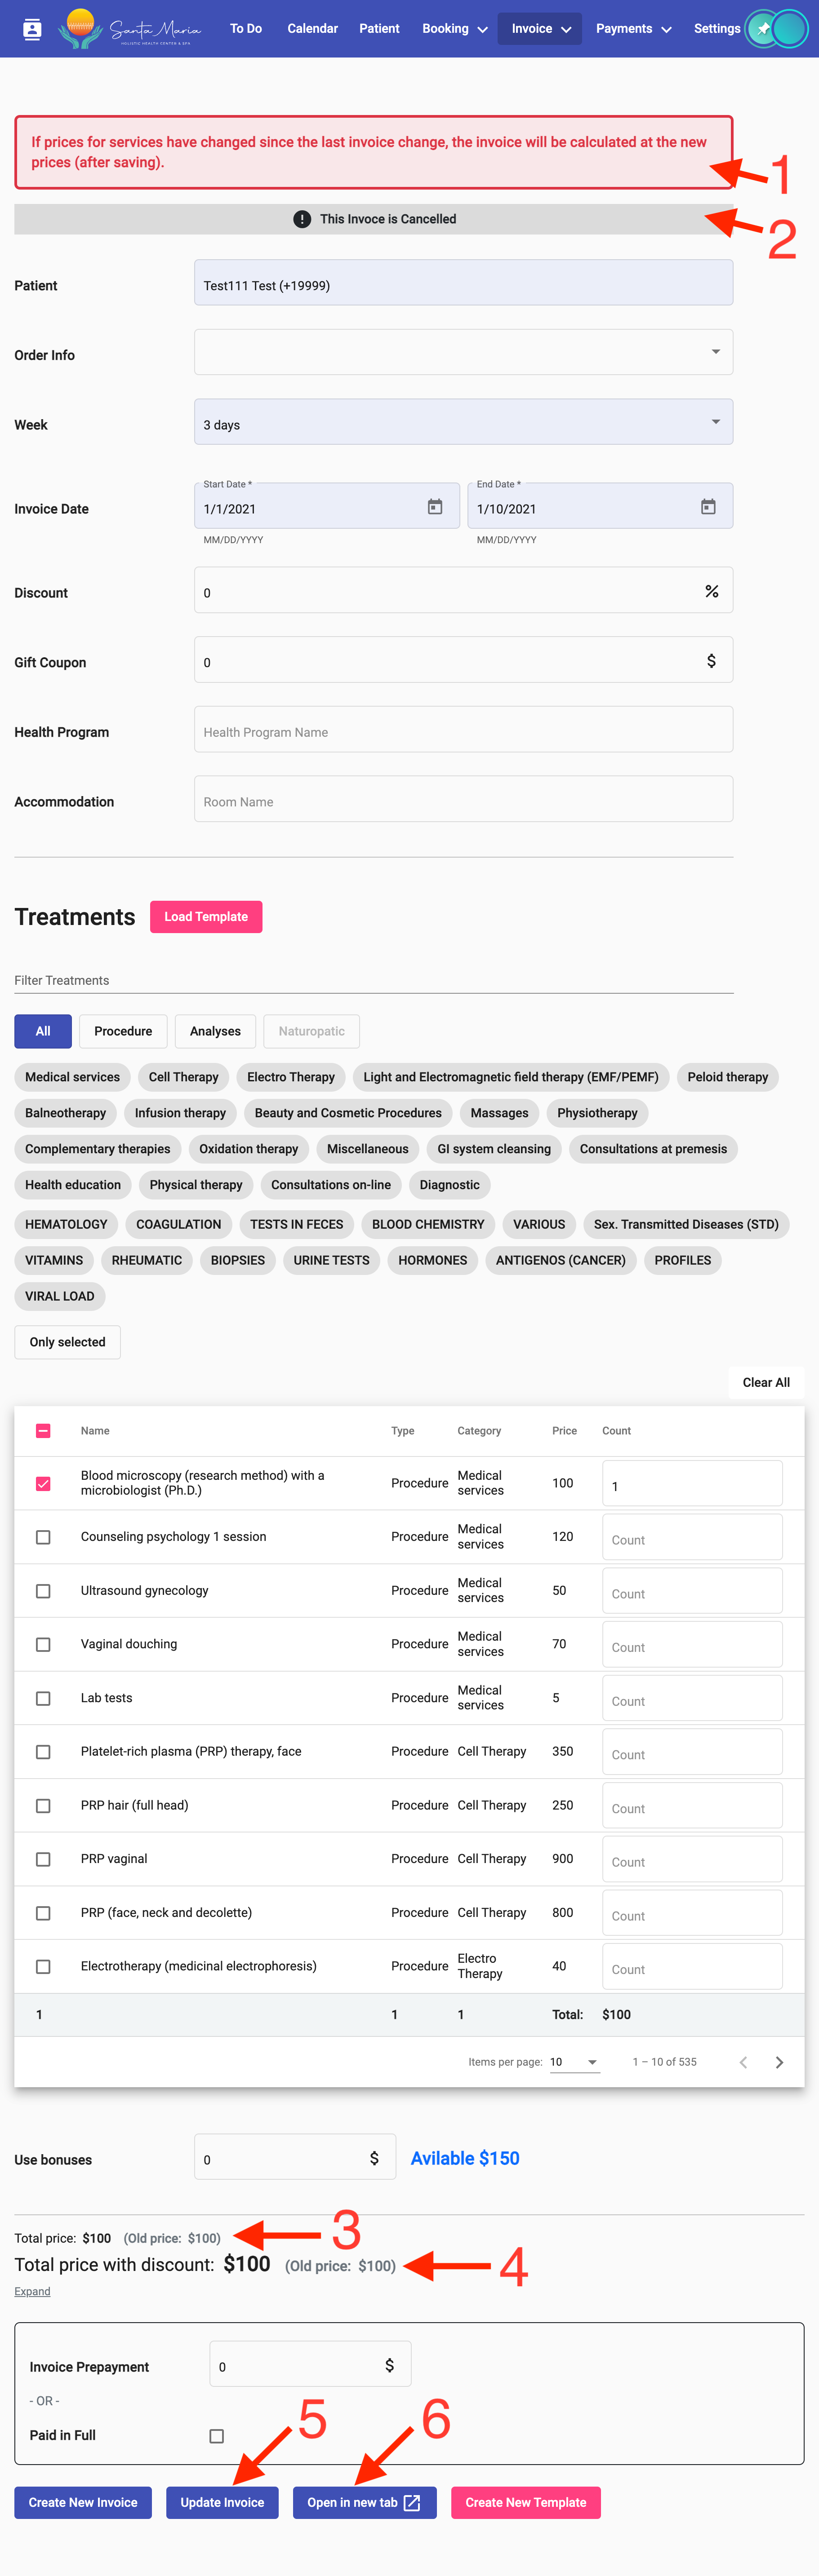 Santa Maria
HOLISTIC HEALTH CENTER & SPA
To Do Calendar Patient Booking Invoice Payments Settings
If prices for services have changed since the last invoice change, the invoice will be calculated at the new
prices (after saving).
1
This Invoce is Cancelled
2
Patient Test111 Test (+19999)
Order Info
Week 3 days
Start Date * End Date *
Invoice Date 1/1/2021 1/10/2021
MM/DD/YYYY MM/DD/YYYY
Discount 0 %
Gift Coupon 0 $
Health Program Health Program Name
Accommodation Room Name
Treatments Load Template
Filter Treatments
All Procedure Analyses Naturopatic
Medical services Cell Therapy Electro Therapy Light and Electromagnetic field therapy (EMF/PEMF) Peloid therapy
Balneotherapy Infusion therapy Beauty and Cosmetic Procedures Massages Physiotherapy
Complementary therapies Oxidation therapy Miscellaneous GI system cleansing Consultations at premesis
Health education Physical therapy Consultations on-line Diagnostic
HEMATOLOGY COAGULATION TESTS IN FECES BLOOD CHEMISTRY VARIOUS Sex. Transmitted Diseases (STD)
VITAMINS RHEUMATIC BIOPSIES URINE TESTS HORMONES ANTIGENOS (CANCER) PROFILES
VIRAL LOAD
Only selected
Clear All
Name Type Category Price Count
Blood microscopy (research method) with a
microbiologist (Ph.D.) Procedure Medical
services 100 1
Counseling psychology 1 session Procedure Medical
services 120 Count
Ultrasound gynecology Procedure Medical
services 50 Count
Vaginal douching Procedure Medical
services 70 Count
Lab tests Procedure Medical
services 5 Count
Platelet-rich plasma (PRP) therapy, face Procedure Cell Therapy 350 Count
PRP hair (full head) Procedure Cell Therapy 250 Count
PRP vaginal Procedure Cell Therapy 900 Count
PRP (face, neck and decolette) Procedure Cell Therapy 800 Count
Electrotherapy (medicinal electrophoresis) Procedure Electro
Therapy 40 Count
1 1 1 Total: $100
Items per page: 10 1 – 10 of 535
Use bonuses 0 $ Avilable $150
Total price: $100 (Old price: $100) 3
Total price with discount: $100 (Old price: $100) 4
Expand
Invoice Prepayment 0 $
- OR -
Paid in Full
5 6
Create New Invoice Update Invoice Open in new tab Create New Template